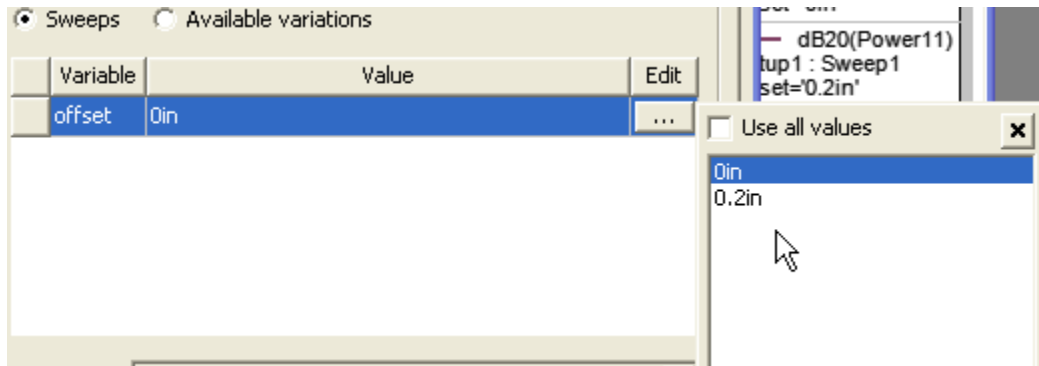 Sweeps
Available variations
Variable
Value
Edit
offset
0in
...
dB20(Power11)
tup1 : Sweep1
set='0.2in'
Use all values
0in
0.2in